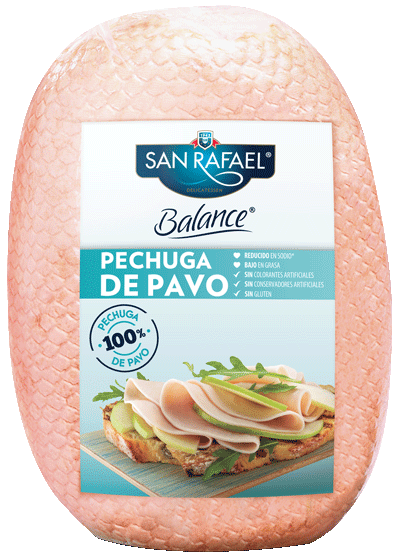 SAN RAFAEL®
DELICATESSEN
Balance®
PECHUGA
DE PAVO
REDUCIDO EN SODIO*
BAJO EN GRASA
SIN COLORANTES ARTIFICIALES
SIN CONSERVADORES ARTIFICIALES
SIN GLUTEN
PECHUGA
100%
DE PAVO